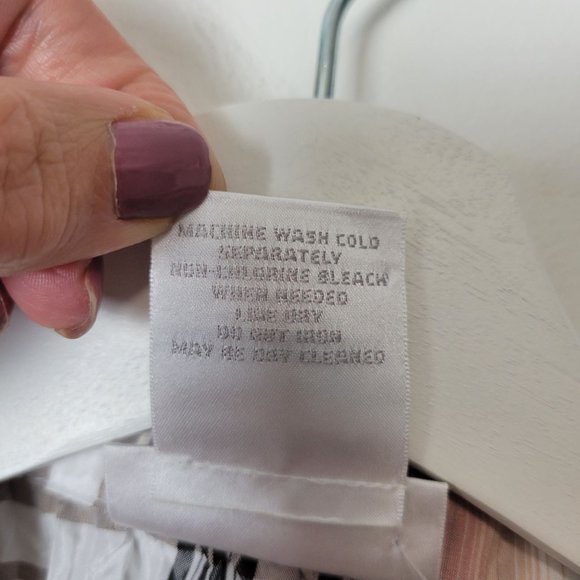 MACHINE WASH COLD
SEPARATELY
NON-CHLORINE BLEACH
WHEN NEEDED
LINE DRY
DO NOT IRON
MAY BE DRY CLEANED